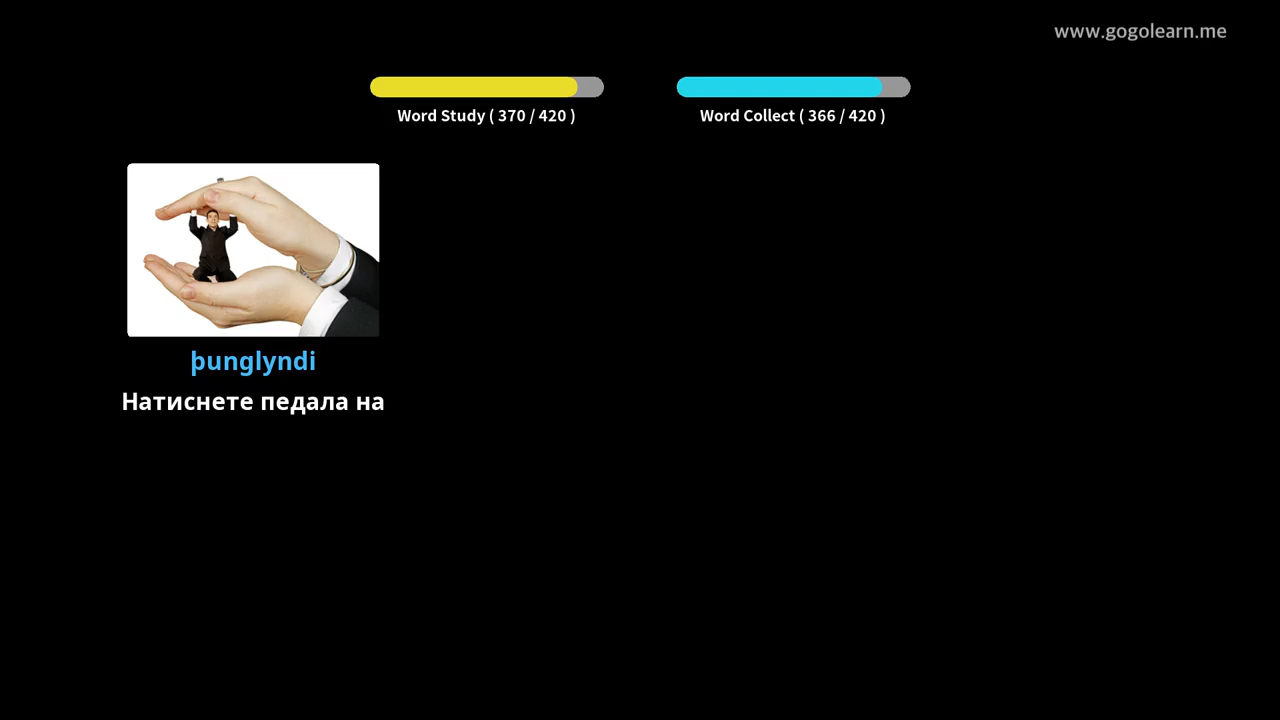 www.gogolearn.me
Word Study ( 370 / 420 )
Word Collect ( 366 / 420 )
þunglyndi
Натиснете педала на